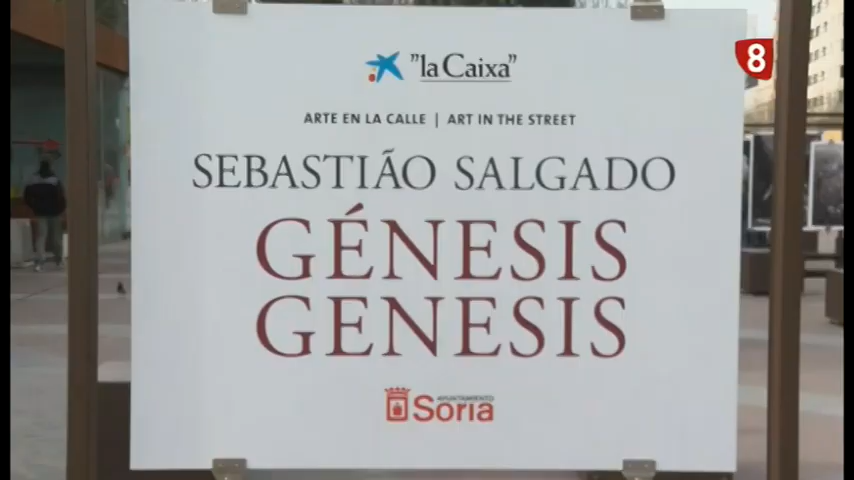 8
"la Caixa"
ARTE EN LA CALLE | ART IN THE STREET
SEBASTIÃO SALGADO
GÉNESIS
GENESIS
AYUNTAMIENTO
Soria